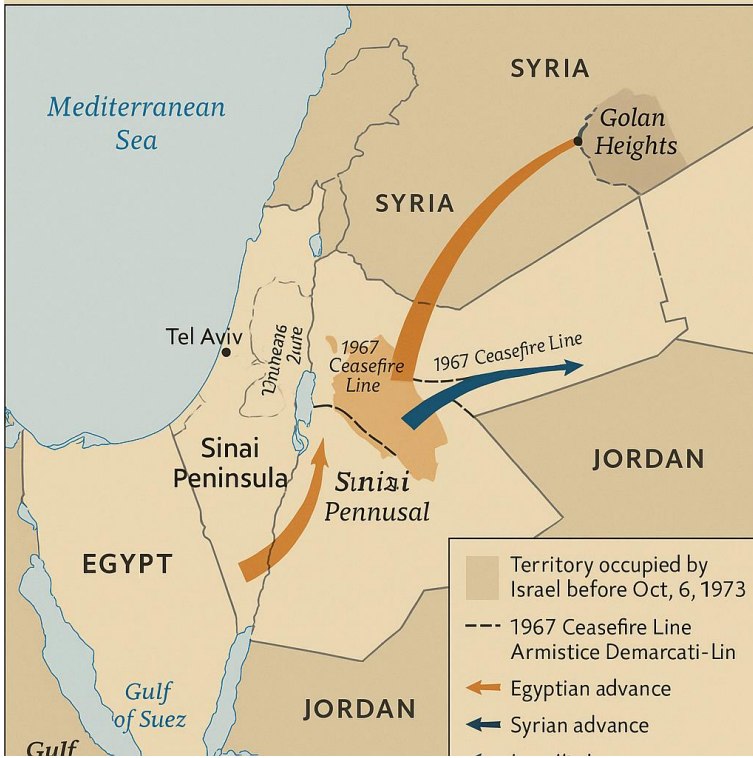 SYRIA
Mediterranean
Sea
Golan
Heights
SYRIA
Tel Aviv
1967
Ceasefire
Line
1967 Ceasefire Line
Sinai
Peninsula
JORDAN
Pennusal
EGYPT
Territory occupied by
Israel before Oct, 6, 1973
1967 Ceasefire Line
Armistice Demarcati-Lin
Egyptian advance
Syrian advance
Gulf
of Suez
JORDAN
Gulf